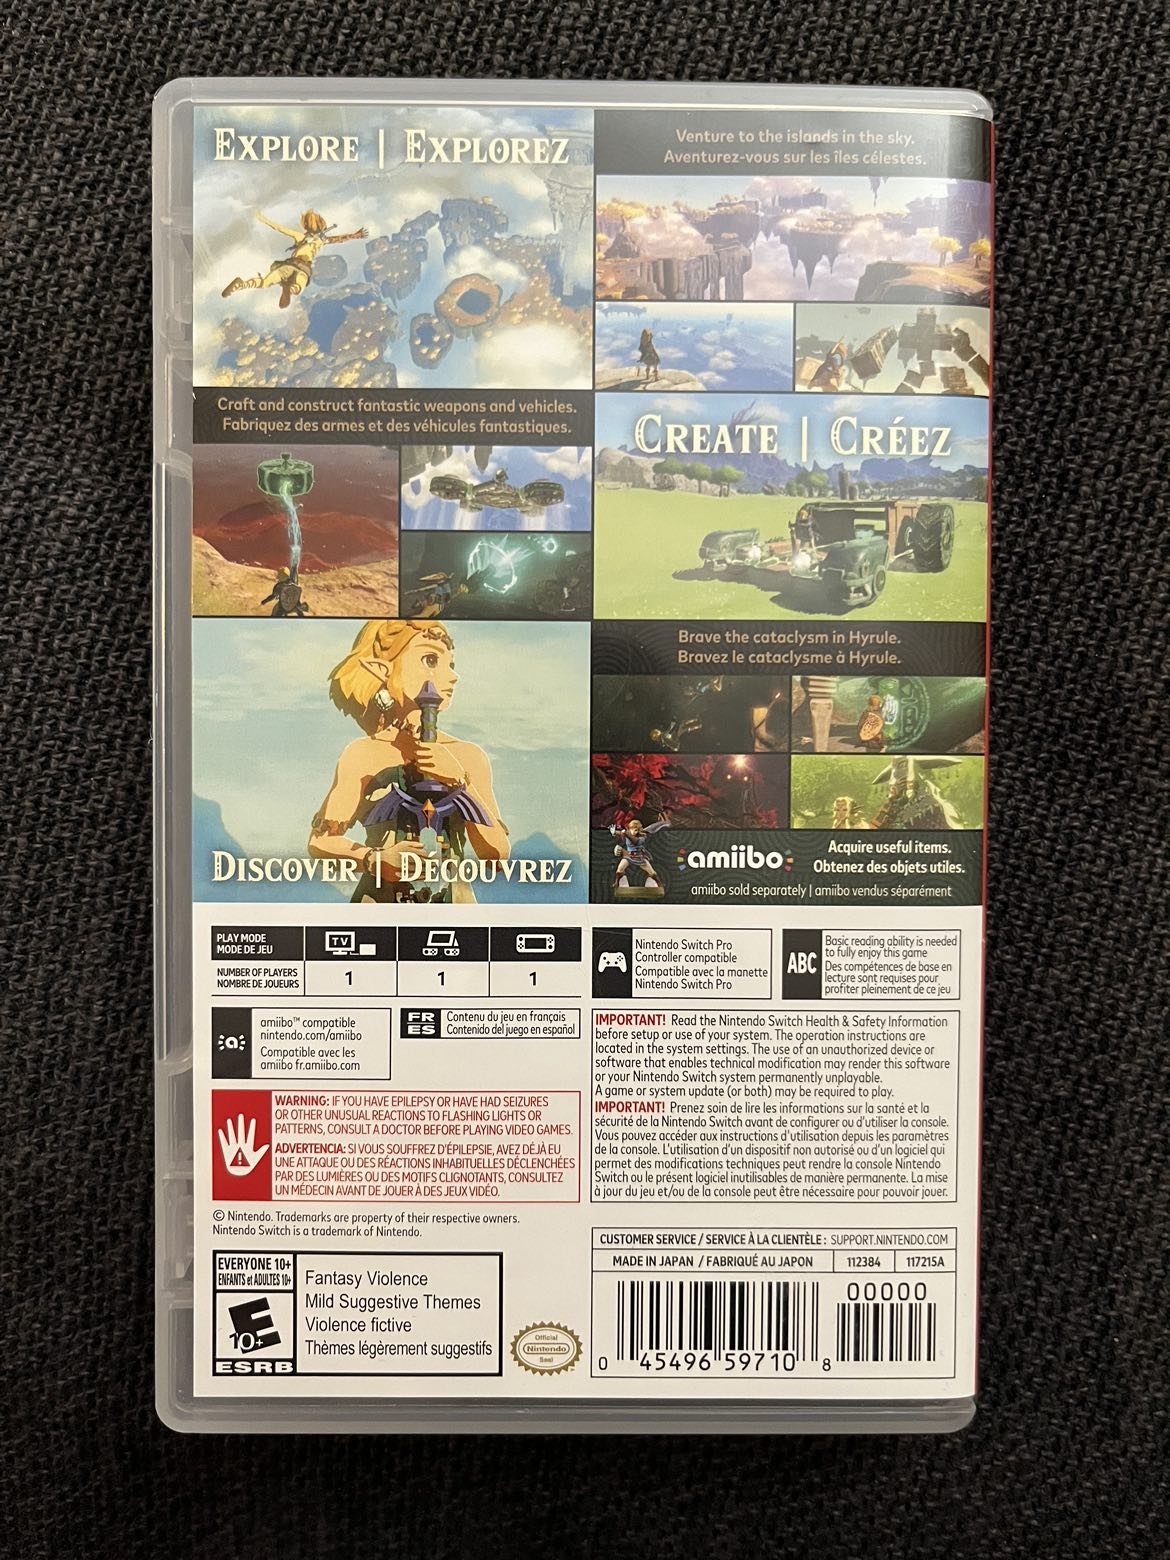 EXPLORE | EXPLOREZ
Venture to the islands in the sky.
Aventurez-vous sur les îles célestes.
Craft and construct fantastic weapons and vehicles.
Fabriquez des armes et des véhicules fantastiques.
CREATE | CRÉEZ
Brave the cataclysm in Hyrule.
Bravez le cataclysme à Hyrule.
DISCOVER | DÉCOUVREZ
amiibo
Acquire useful items.
Obtenez des objets utiles.
amiibo sold separately | amiibo vendus séparément
PLAY MODE
MODE DE JEU
TV
NUMBER OF PLAYERS
NOMBRE DE JOUEURS
1
1
1
Nintendo Switch Pro
Controller compatible
Compatible avec la manette
Nintendo Switch Pro
ABC
Basic reading ability is needed
to fully enjoy this game
Des compétences de base en
lecture sont requises pour
profiter pleinement de ce jeu
a
amiibo™ compatible
nintendo.com/amiibo
Compatible avec les
amiibo fr.amiibo.com
FR
ES
Contenu du jeu en français
Contenido del juego en español
IMPORTANT! Read the Nintendo Switch Health & Safety Information
before setup or use of your system. The operation instructions are
located in the system settings. The use of an unauthorized device or
software that enables technical modification may render this software
or your Nintendo Switch system permanently unplayable.
A game or system update (or both) may be required to play.
IMPORTANT! Prenez soin de lire les informations sur la santé et la
sécurité de la Nintendo Switch avant de configurer ou d'utiliser la console.
Vous pouvez accéder aux instructions d'utilisation depuis les paramètres
de la console. L'utilisation d'un dispositif non autorisé ou d'un logiciel qui
permet des modifications techniques peut rendre la console Nintendo
Switch ou le présent logiciel inutilisables de manière permanente. La mise
à jour du jeu et/ou de la console peut être nécessaire pour pouvoir jouer.
WARNING: IF YOU HAVE EPILEPSY OR HAVE HAD SEIZURES
OR OTHER UNUSUAL REACTIONS TO FLASHING LIGHTS OR
PATTERNS, CONSULT A DOCTOR BEFORE PLAYING VIDEO GAMES.
ADVERTENCIA: SI VOUS SOUFFREZ D'ÉPILEPSIE, AVEZ DÉJÀ EU
UNE ATTAQUE OU DES RÉACTIONS INHABITUELLES DÉCLENCHÉES
PAR DES LUMIÈRES OU DES MOTIFS CLIGNOTANTS, CONSULTEZ
UN MÉDECIN AVANT DE JOUER À DES JEUX VIDÉO.
© Nintendo. Trademarks are property of their respective owners.
Nintendo Switch is a trademark of Nintendo.
EVERYONE 10+
ENFANTS et ADULTES 10+
E
10+
ESRB
Fantasy Violence
Mild Suggestive Themes
Violence fictive
Thèmes légèrement suggestifs
Official
Nintendo
Seal
CUSTOMER SERVICE / SERVICE À LA CLIENTÈLE : SUPPORT.NINTENDO.COM
MADE IN JAPAN / FABRIQUÉ AU JAPON
112384
117215A
00000
0 45496 59710 8